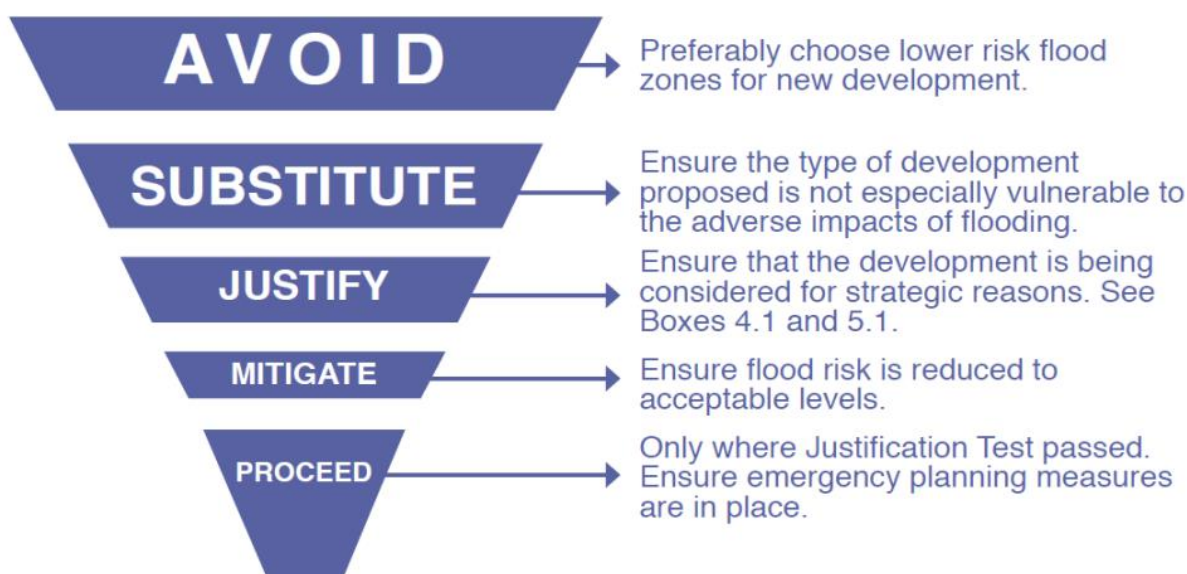 AVOID
Preferably choose lower risk flood
zones for new development.
SUBSTITUTE
Ensure the type of development
proposed is not especially vulnerable to
the adverse impacts of flooding.
JUSTIFY
Ensure that the development is being
considered for strategic reasons. See
Boxes 4.1 and 5.1.
MITIGATE
Ensure flood risk is reduced to
acceptable levels.
PROCEED
Only where Justification Test passed.
Ensure emergency planning measures
are in place.